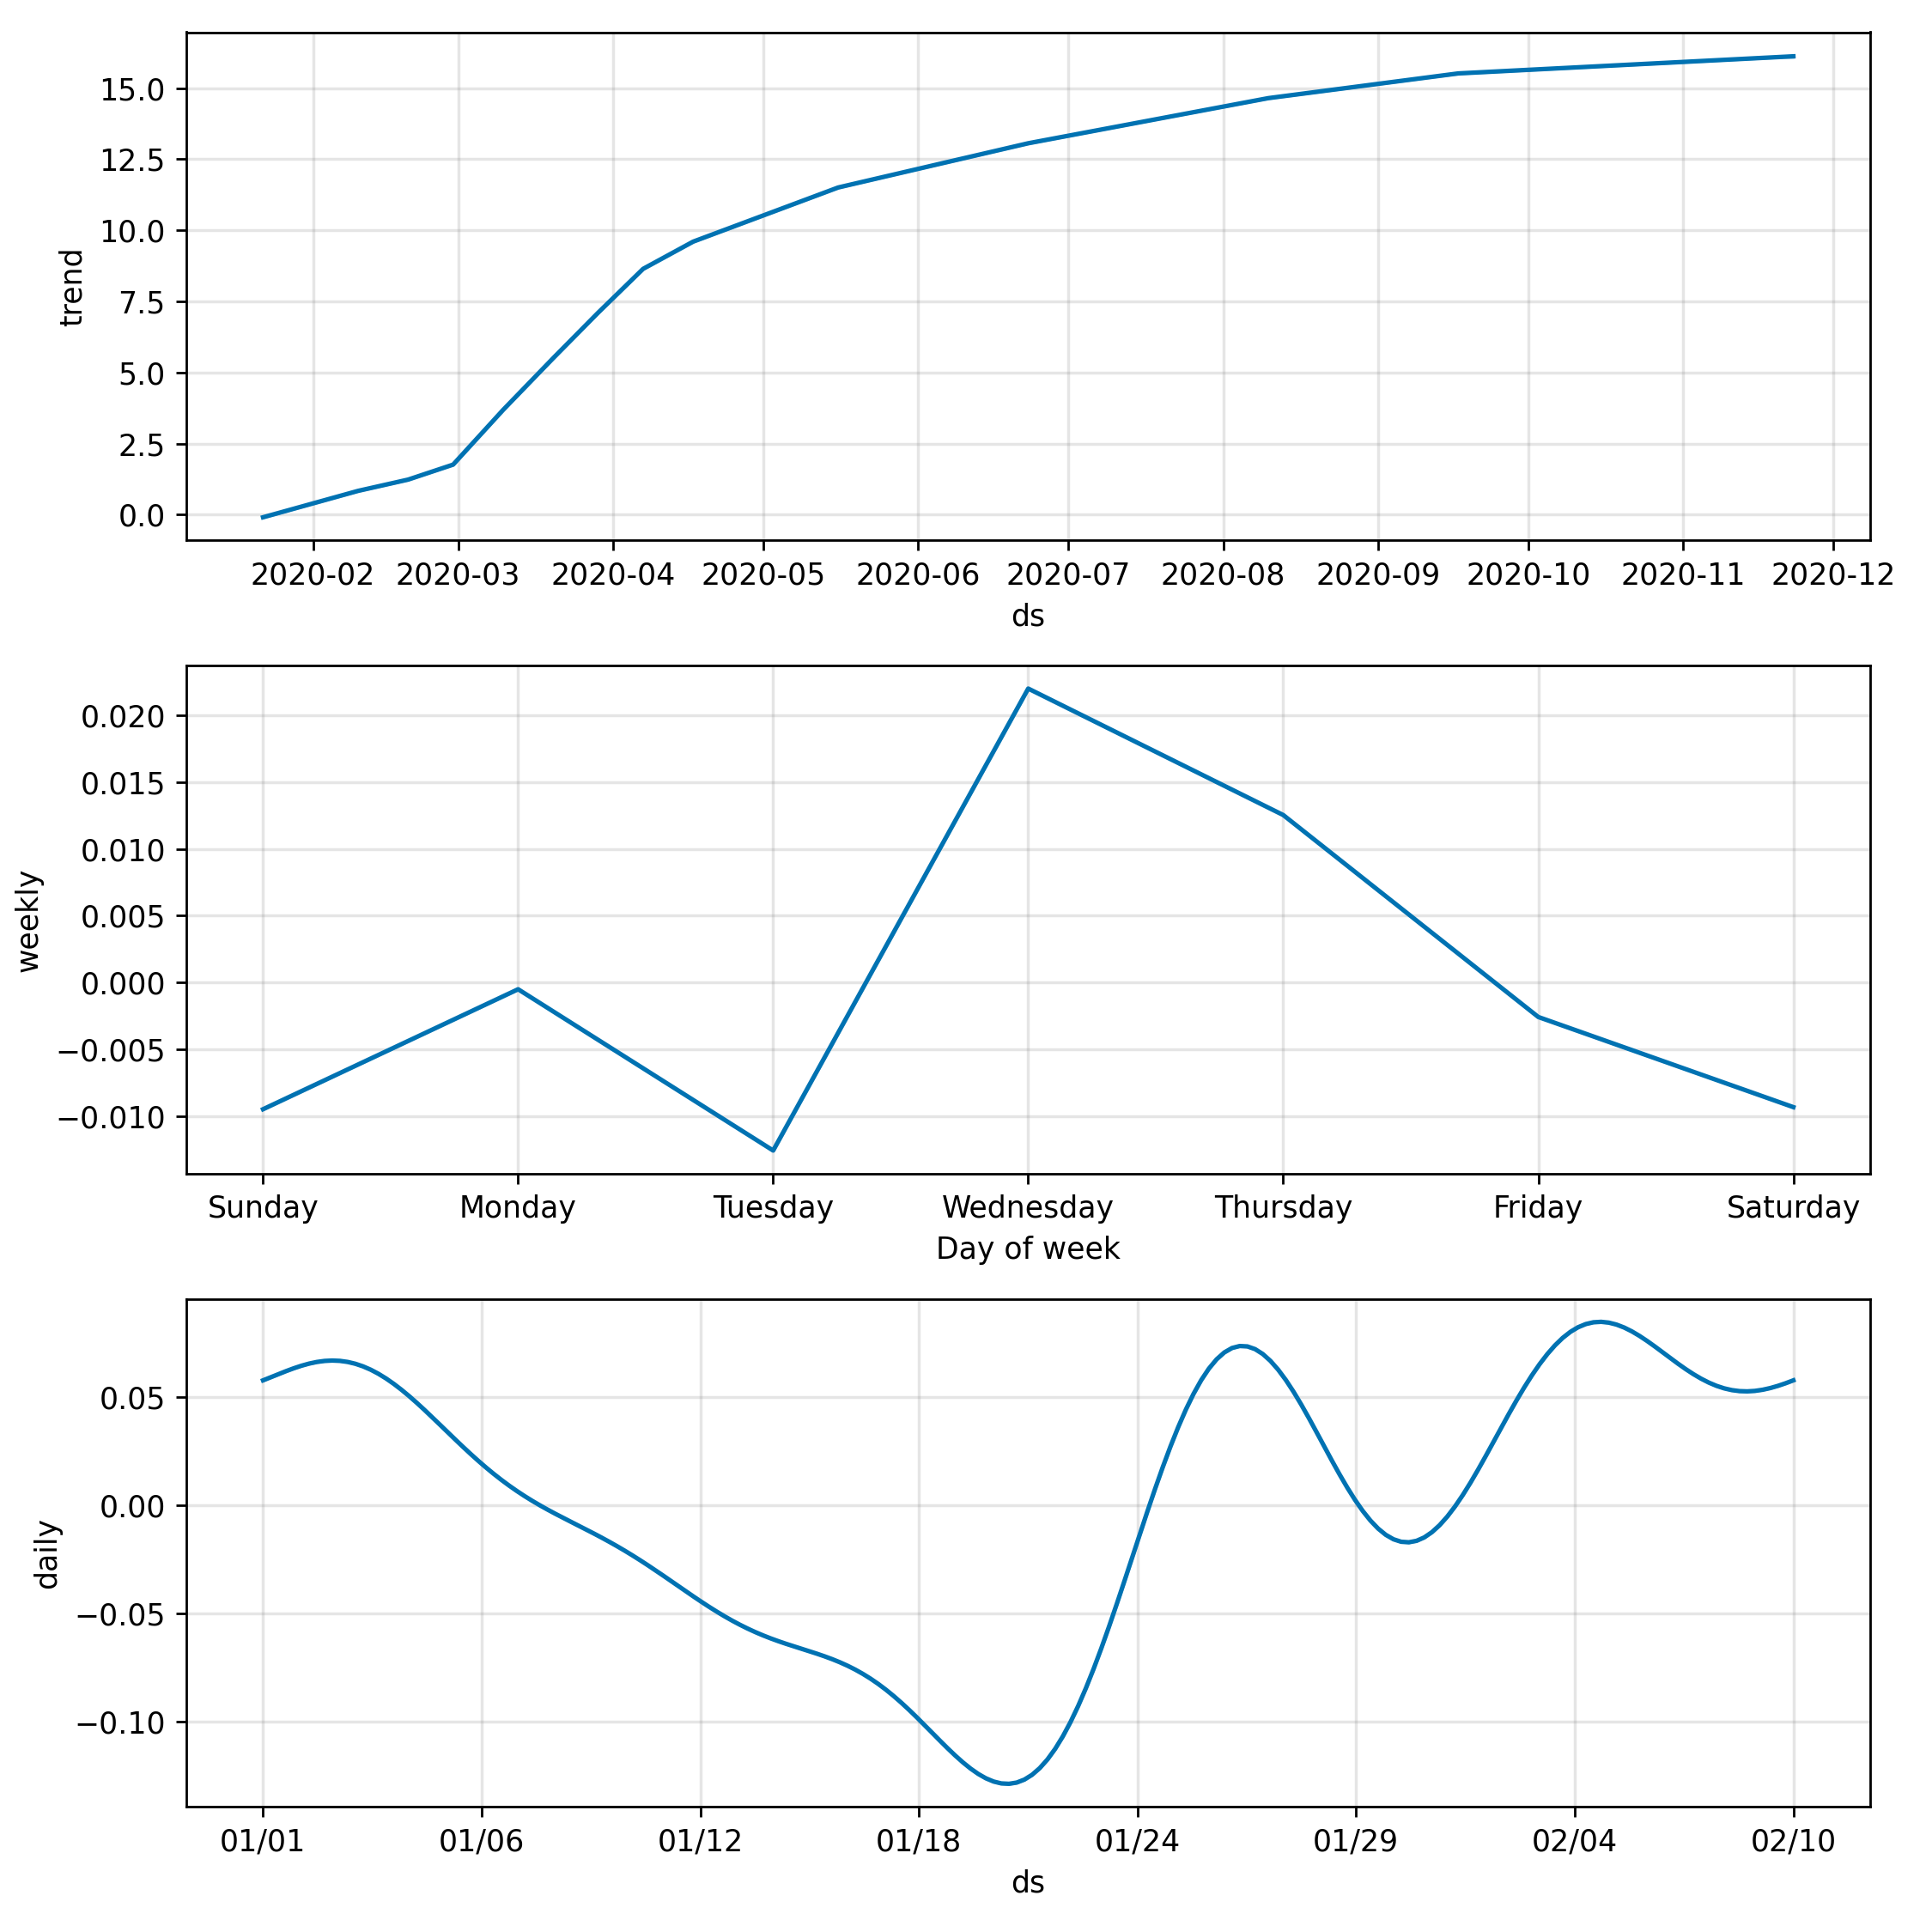 trend
15.0
12.5
10.0
7.5
5.0
2.5
0.0
2020-02 2020-03 2020-04 2020-05 2020-06 2020-07 2020-08 2020-09 2020-10 2020-11 2020-12
ds
weekly
0.020
0.015
0.010
0.005
0.000
−0.005
−0.010
Sunday Monday Tuesday Wednesday Thursday Friday Saturday
Day of week
daily
0.05
0.00
−0.05
−0.10
01/01 01/06 01/12 01/18 01/24 01/29 02/04 02/10
ds